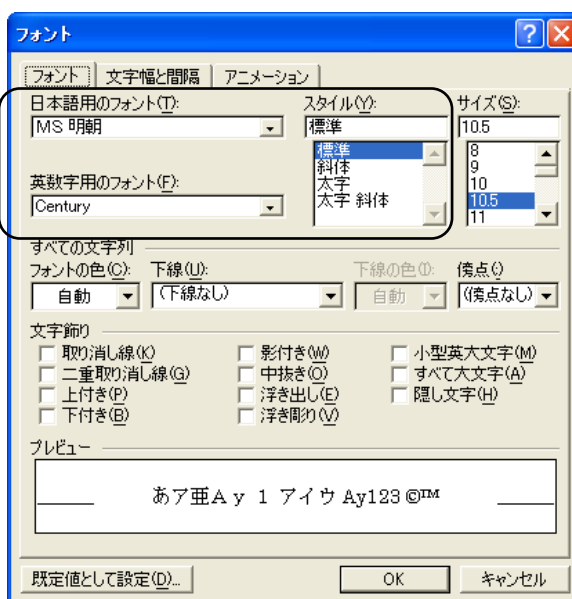 フォント
フォント 文字幅と間隔 アニメーション
日本語用のフォント(T): スタイル(Y): サイズ(S):
MS 明朝 標準 10.5
標準 8
斜体 9
太字 10
太字 斜体 10.5
11
英数字用のフォント(F):
Century
すべての文字列
フォントの色(C): 下線(U): 下線の色(I): 傍点(·)
自動 (下線なし) 自動 (傍点なし)
文字飾り
取り消し線(K) 影付き(W) 小型英大文字(M)
二重取り消し線(G) 中抜き(O) すべて大文字(A)
上付き(P) 浮き出し(E) 隠し文字(H)
下付き(B) 浮き彫り(V)
プレビュー
あア亜Ay 1 アイウ Ay123 ©™
既定値として設定(D)... OK キャンセル